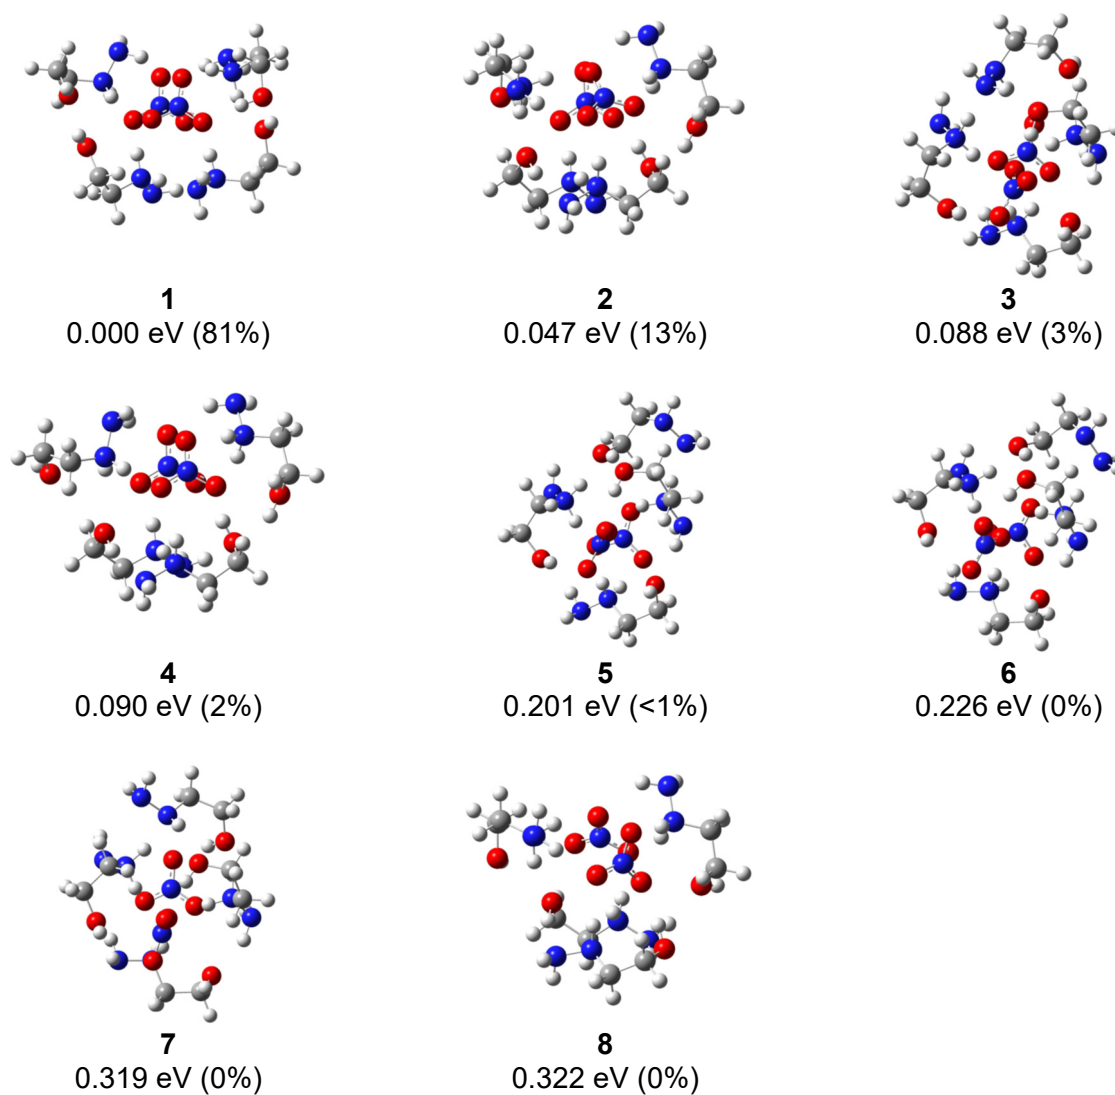 1
0.000 eV (81%)
2
0.047 eV (13%)
3
0.088 eV (3%)
4
0.090 eV (2%)
5
0.201 eV (<1%)
6
0.226 eV (0%)
7
0.319 eV (0%)
8
0.322 eV (0%)